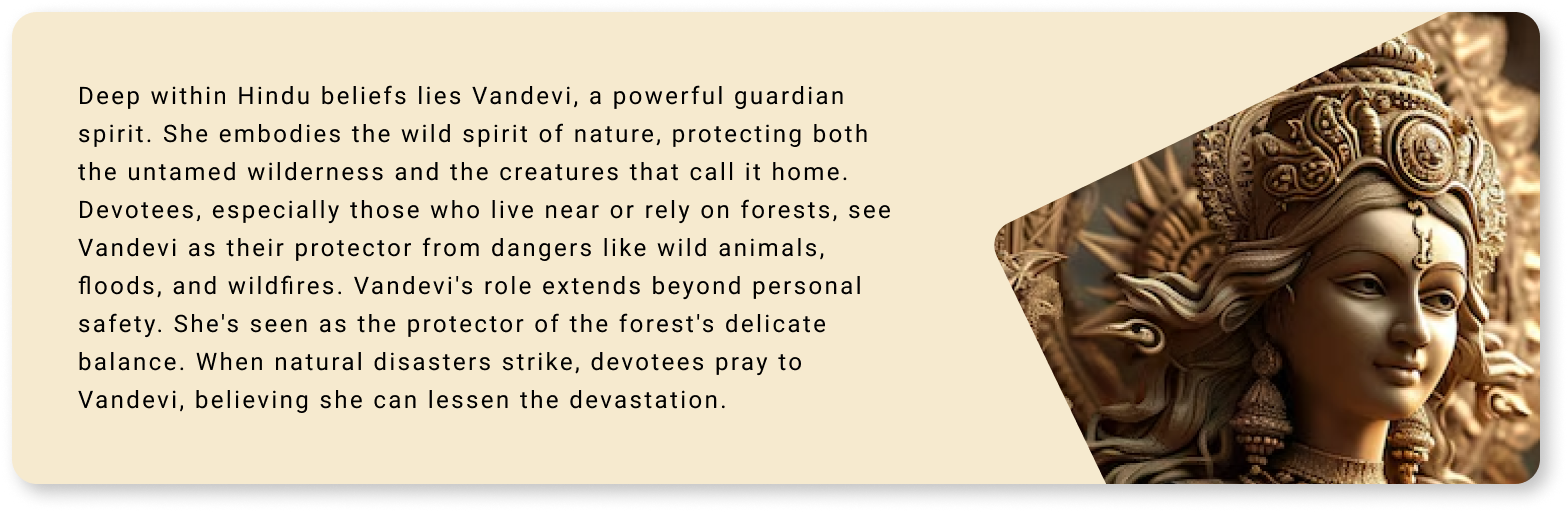 Deep within Hindu beliefs lies Vandevi, a powerful guardian
spirit. She embodies the wild spirit of nature, protecting both
the untamed wilderness and the creatures that call it home.
Devotees, especially those who live near or rely on forests, see
Vandevi as their protector from dangers like wild animals,
floods, and wildfires. Vandevi's role extends beyond personal
safety. She's seen as the protector of the forest's delicate
balance. When natural disasters strike, devotees pray to
Vandevi, believing she can lessen the devastation.